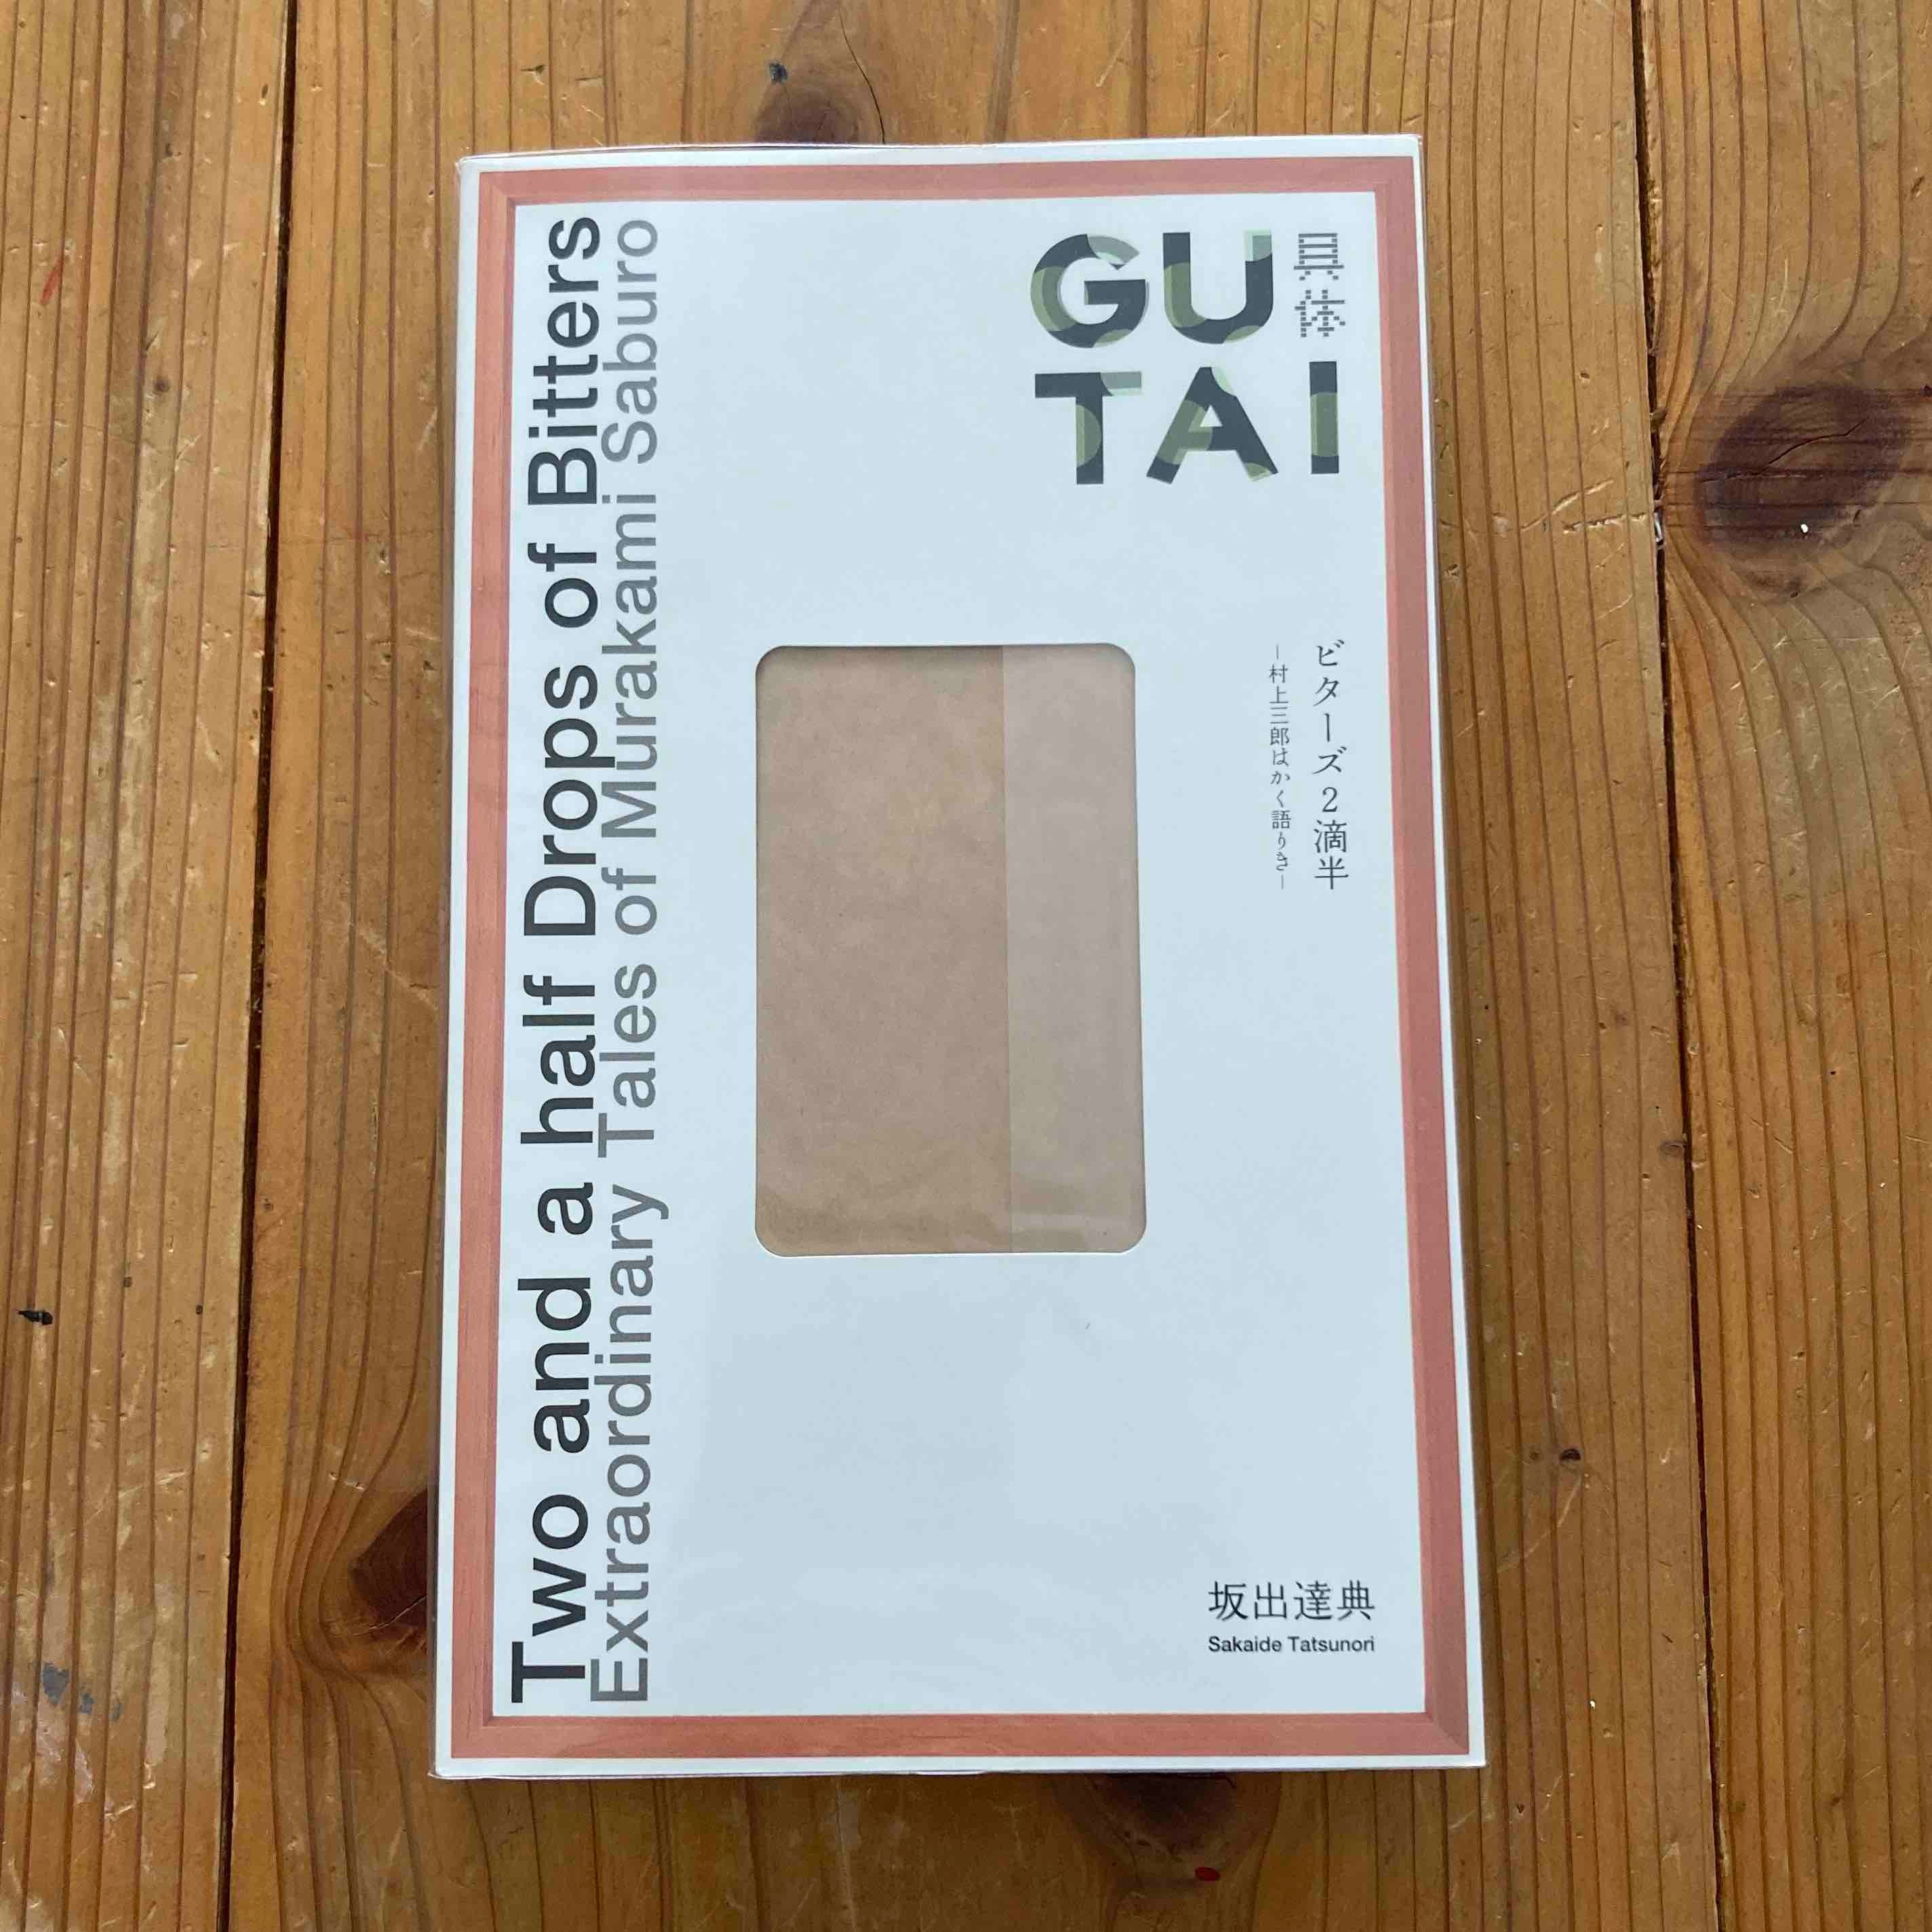 Two and a half Drops of Bitters
Extraordinary Tales of Murakami Saburo
GU
TAI
具体
ビターズ2滴半
―村上三郎はかく語りき―
坂出達典
Sakaide Tatsunori